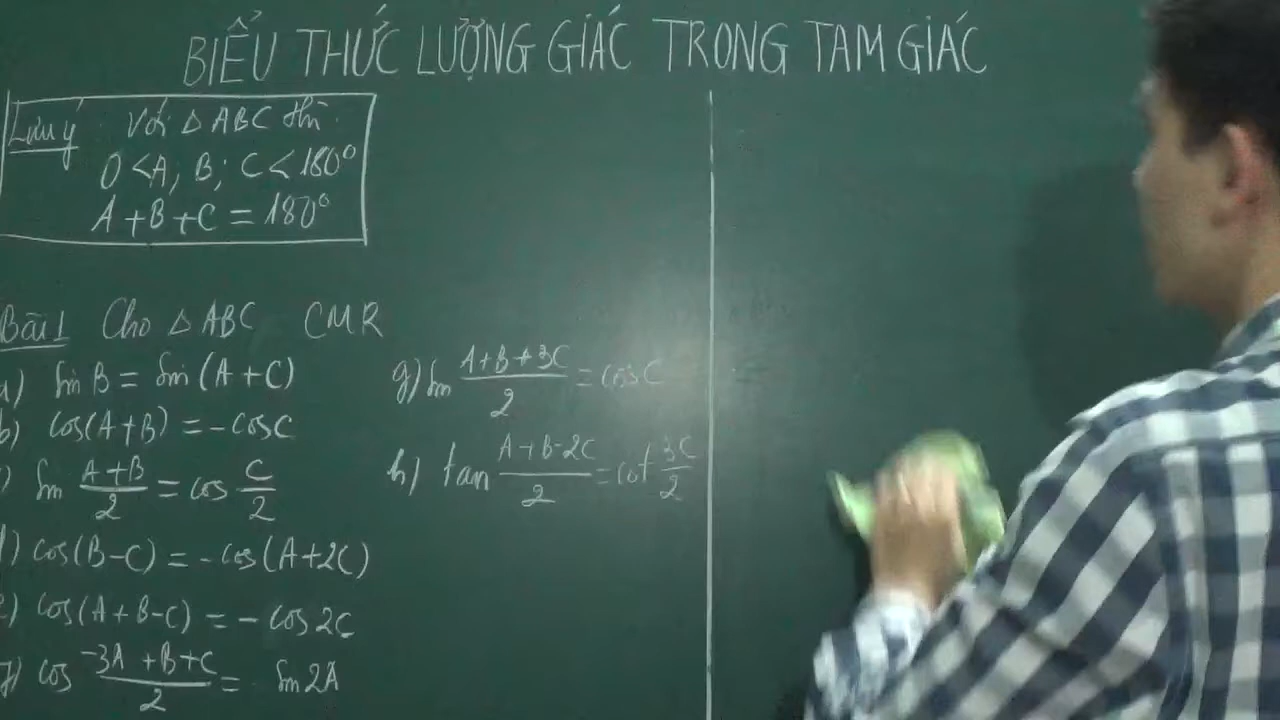 BIỂU THỨC LƯỢNG GIÁC TRONG TAM GIÁC
Lưu ý Với △ABC thì:
0 < A; B; C < 180°
A + B + C = 180°
Bài 1 Cho △ABC CMR
a) sin B = sin (A + C)
b) cos(A + B) = - cos C
c) sin (A + B)/2 = cos C/2
d) cos(B - C) = - cos(A + 2C)
e) cos(A + B - C) = - cos 2C
f) cos (-3A + B + C)/2 = sin 2A
g) sin (A + B + 3C)/2 = cos C
h) tan (A + B - 2C)/2 = cot 3C/2